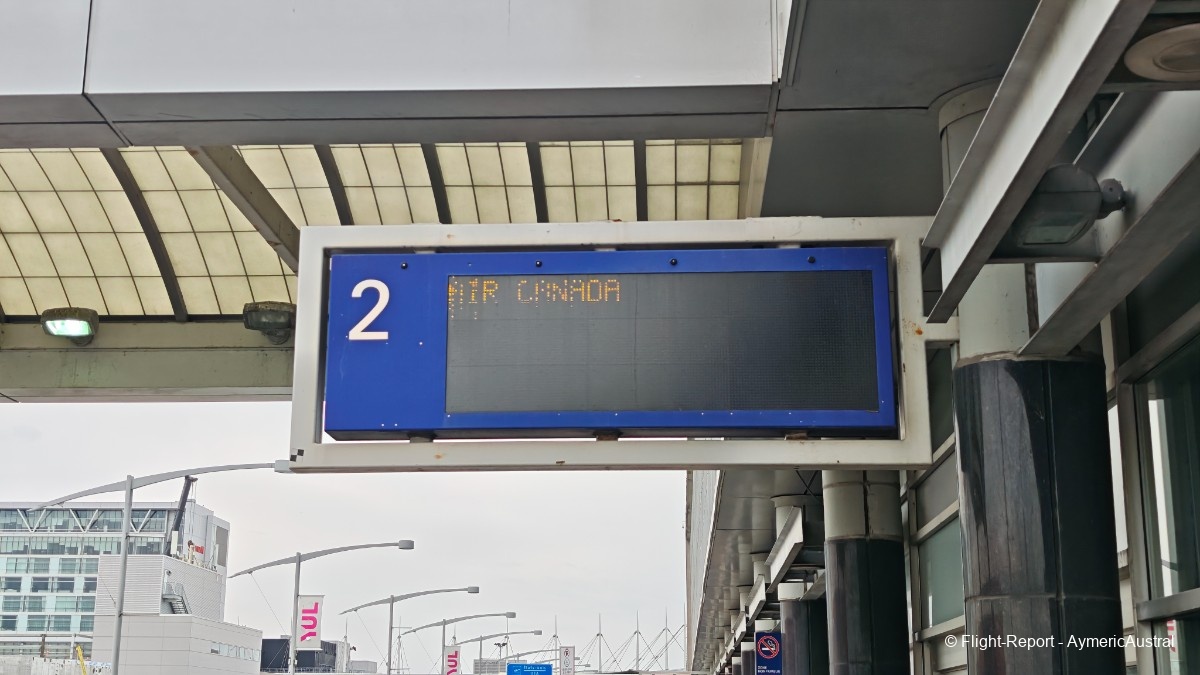 2
AIR CANADA
YUL
YUL
© Flight-Report - AymericAustral